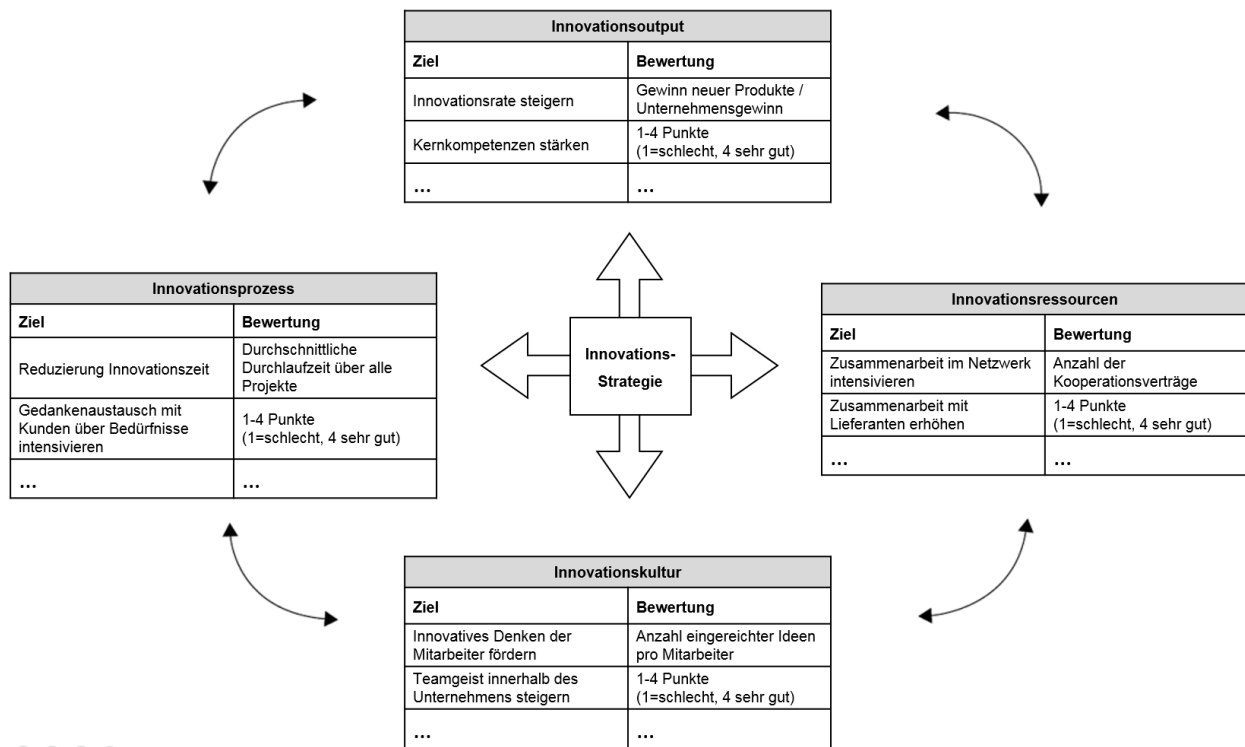 Innovationsoutput
Ziel
Bewertung
Innovationsrate steigern
Gewinn neuer Produkte /
Unternehmensgewinn
Kernkompetenzen stärken
1-4 Punkte
(1=schlecht, 4 sehr gut)
...
...
Innovationsprozess
Ziel
Bewertung
Reduzierung Innovationszeit
Durchschnittliche
Durchlaufzeit über alle
Projekte
Gedankenaustausch mit
Kunden über Bedürfnisse
intensivieren
1-4 Punkte
(1=schlecht, 4 sehr gut)
...
...
Innovations-
Strategie
Innovationsressourcen
Ziel
Bewertung
Zusammenarbeit im Netzwerk
intensivieren
Anzahl der
Kooperationsverträge
Zusammenarbeit mit
Lieferanten erhöhen
1-4 Punkte
(1=schlecht, 4 sehr gut)
...
...
Innovationskultur
Ziel
Bewertung
Innovatives Denken der
Mitarbeiter fördern
Anzahl eingereichter Ideen
pro Mitarbeiter
Teamgeist innerhalb des
Unternehmens steigern
1-4 Punkte
(1=schlecht, 4 sehr gut)
...
...